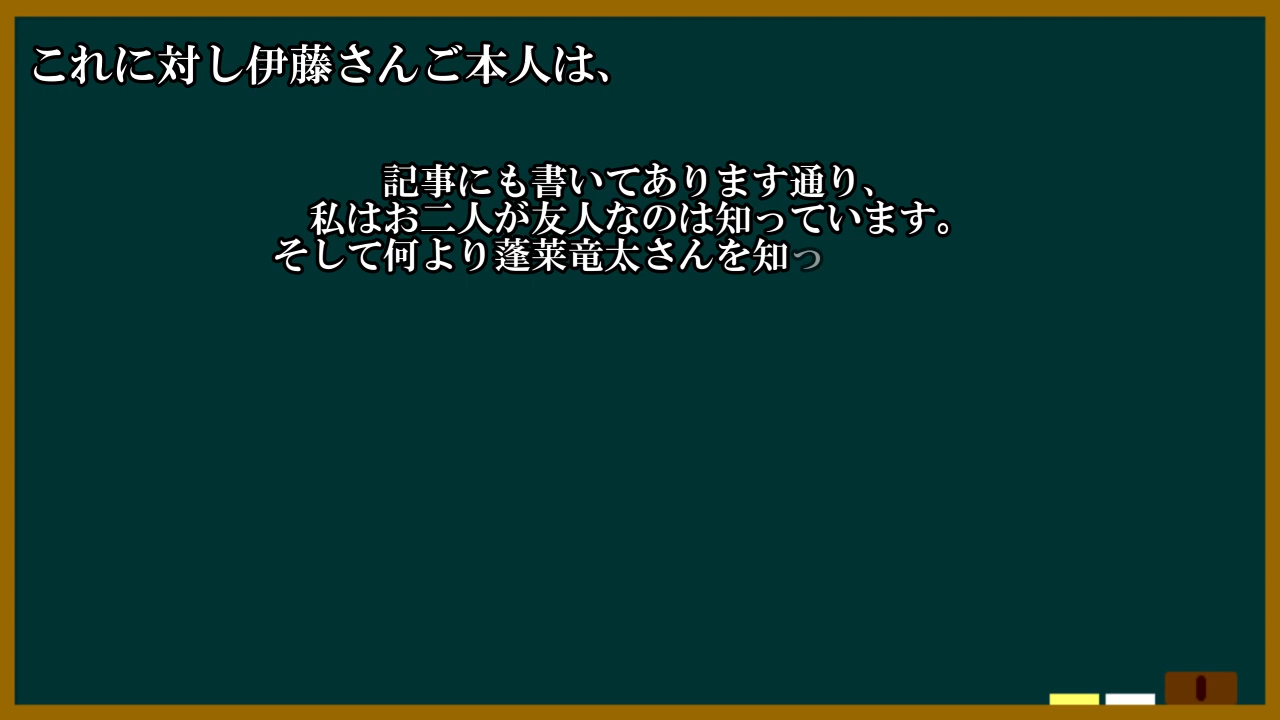 これに対し伊藤さんご本人は、
記事にも書いてあります通り、
私はお二人が友人なのは知っています。
そして何より蓬莱竜太さんを知っ